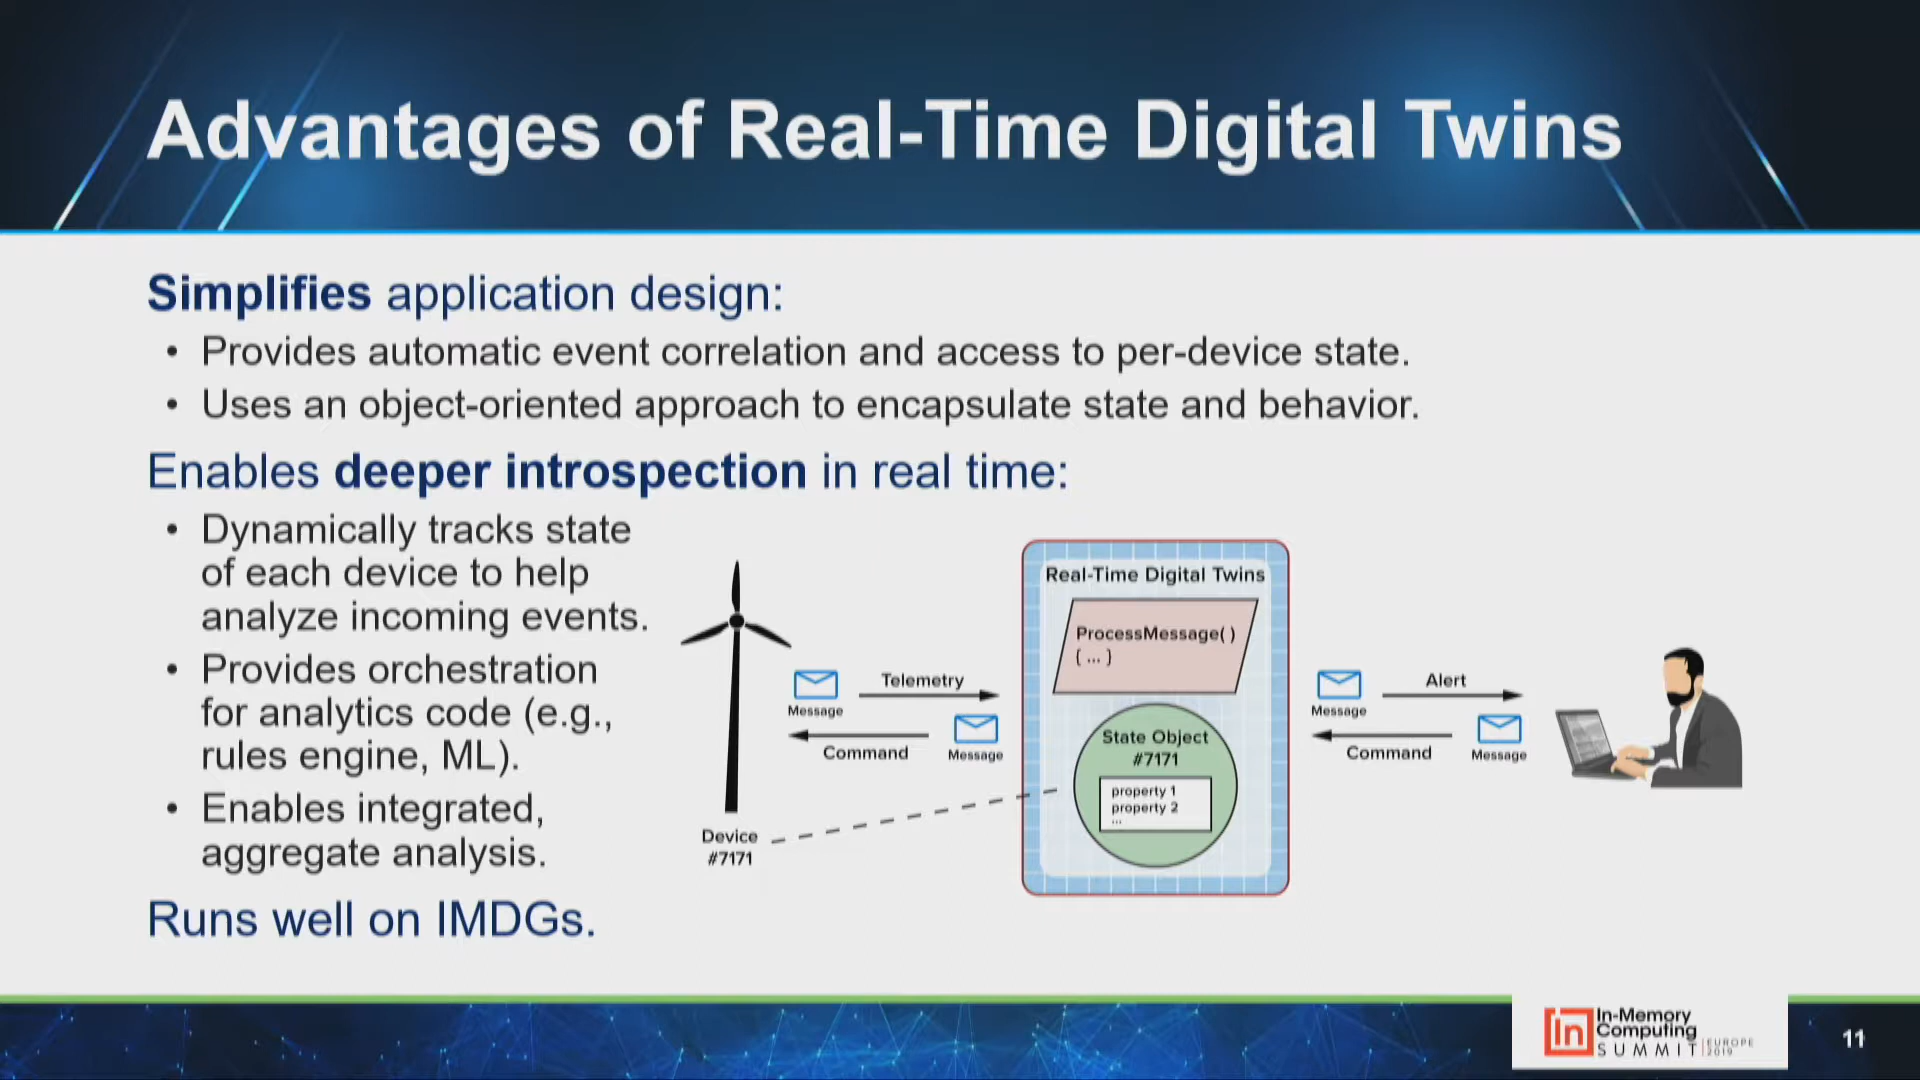 Advantages of Real-Time Digital Twins
Simplifies application design:
• Provides automatic event correlation and access to per-device state.
• Uses an object-oriented approach to encapsulate state and behavior.
Enables deeper introspection in real time:
• Dynamically tracks state
of each device to help
analyze incoming events.
• Provides orchestration
for analytics code (e.g.,
rules engine, ML).
• Enables integrated,
aggregate analysis.
Runs well on IMDGs.
Device
#7171
Telemetry
Message
Command
Message
Real-Time Digital Twins
ProcessMessage( )
{ ... }
State Object
#7171
property 1
property 2
...
Alert
Message
Command
Message
In-Memory
Computing
SUMMIT
EUROPE
2019
11